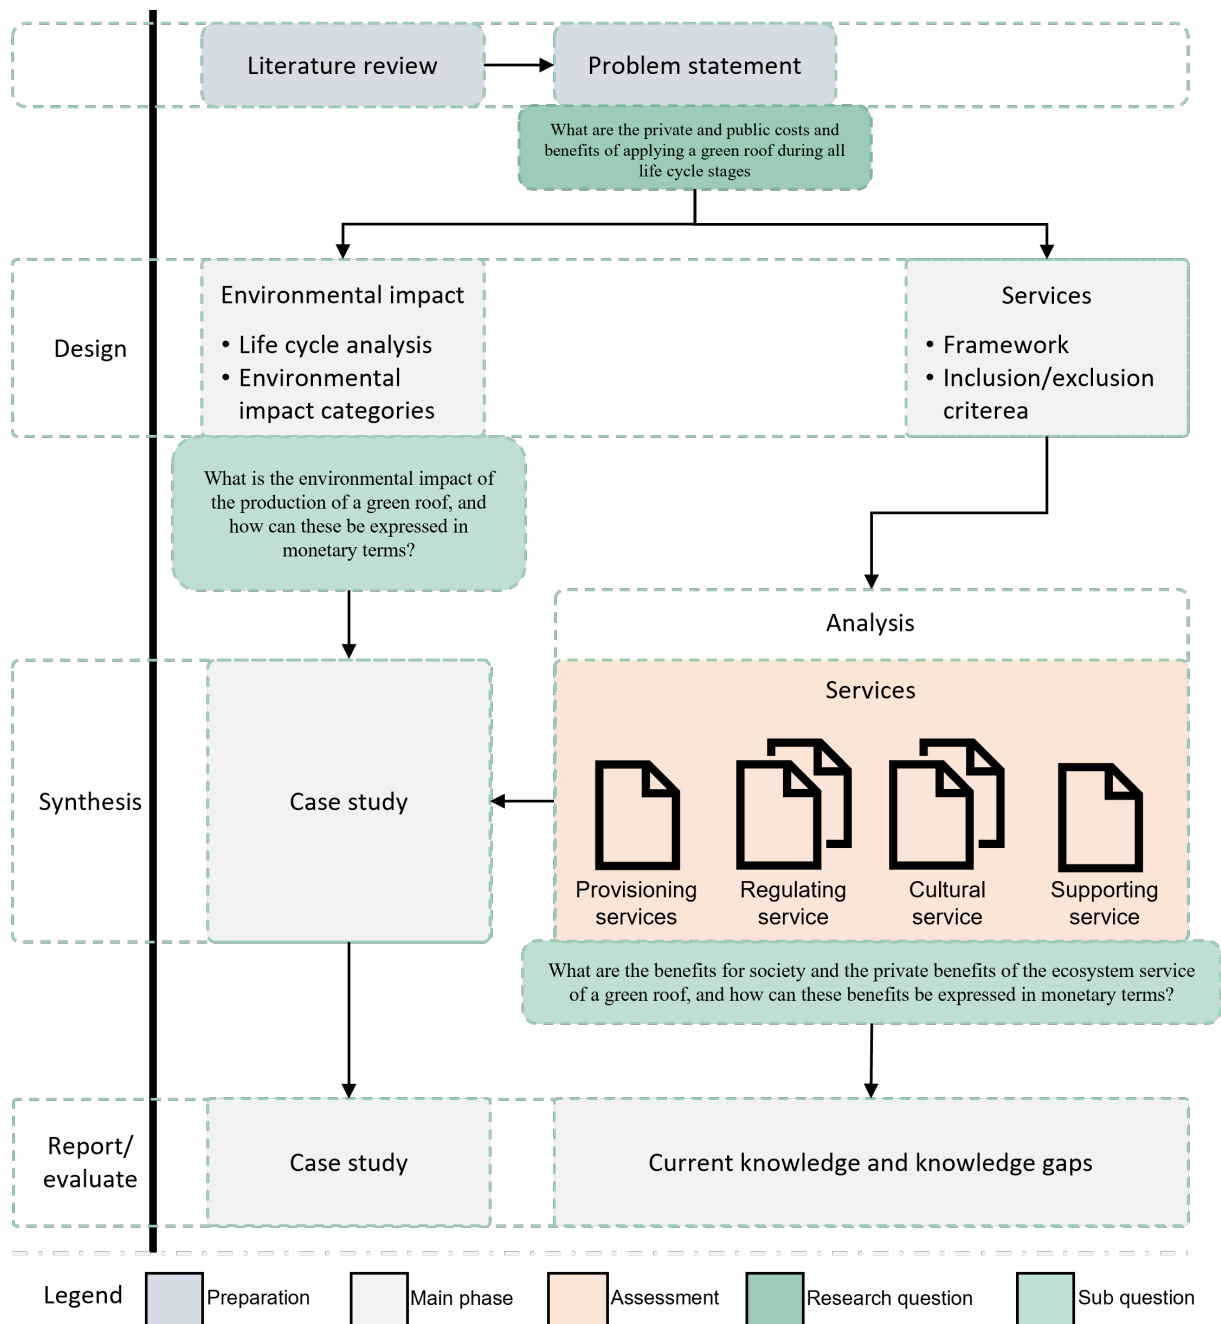 Literature review
Problem statement
What are the private and public costs and
benefits of applying a green roof during all
life cycle stages
Design
Environmental impact
• Life cycle analysis
• Environmental
impact categories
Services
• Framework
• Inclusion/exclusion
criterea
What is the environmental impact of
the production of a green roof, and
how can these be expressed in
monetary terms?
Analysis
Services
Synthesis
Case study
Provisioning
services
Regulating
service
Cultural
service
Supporting
service
What are the benefits for society and the private benefits of the ecosystem service
of a green roof, and how can these benefits be expressed in monetary terms?
Report/
evaluate
Case study
Current knowledge and knowledge gaps
Legend
Preparation
Main phase
Assessment
Research question
Sub question